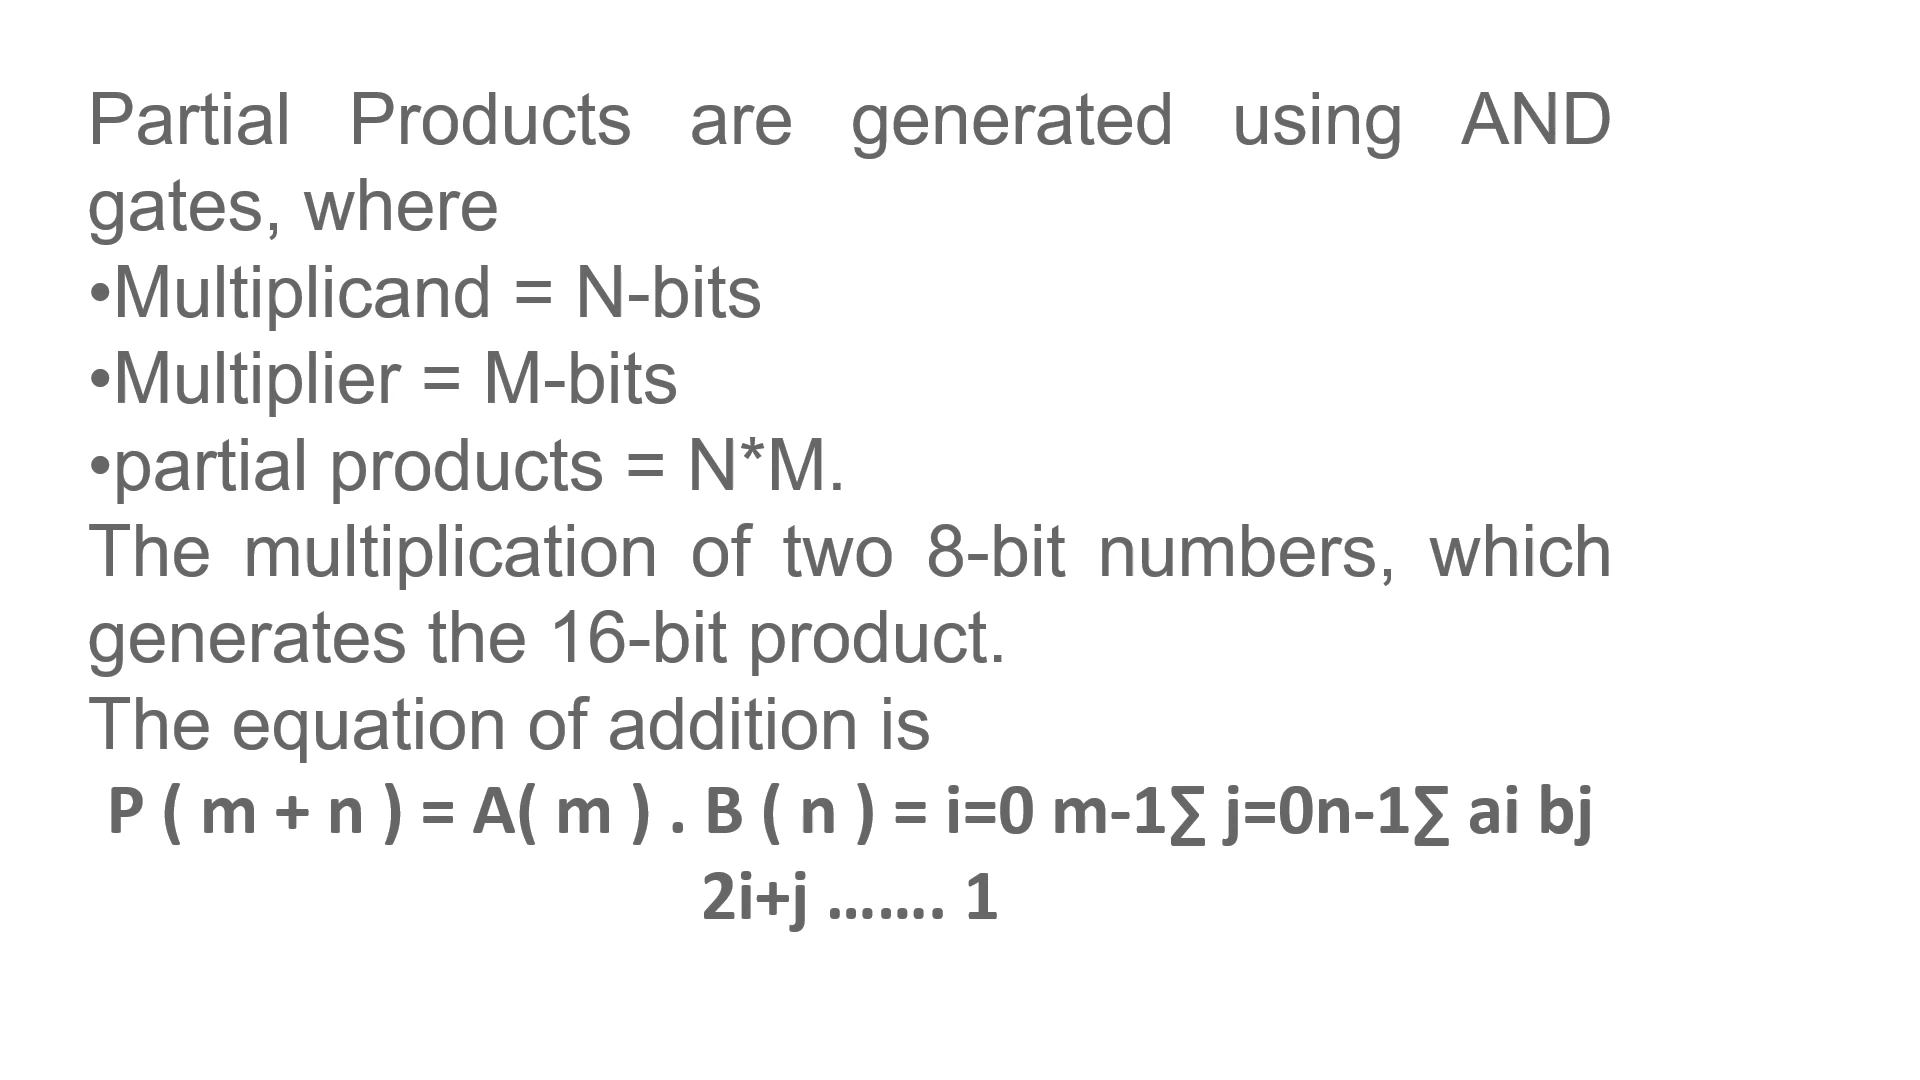 Partial Products are generated using AND
gates, where
•Multiplicand = N-bits
•Multiplier = M-bits
•partial products = N*M.
The multiplication of two 8-bit numbers, which
generates the 16-bit product.
The equation of addition is
P ( m + n ) = A( m ) . B ( n ) = i=0 m-1∑ j=0n-1∑ ai bj
2i+j ……. 1